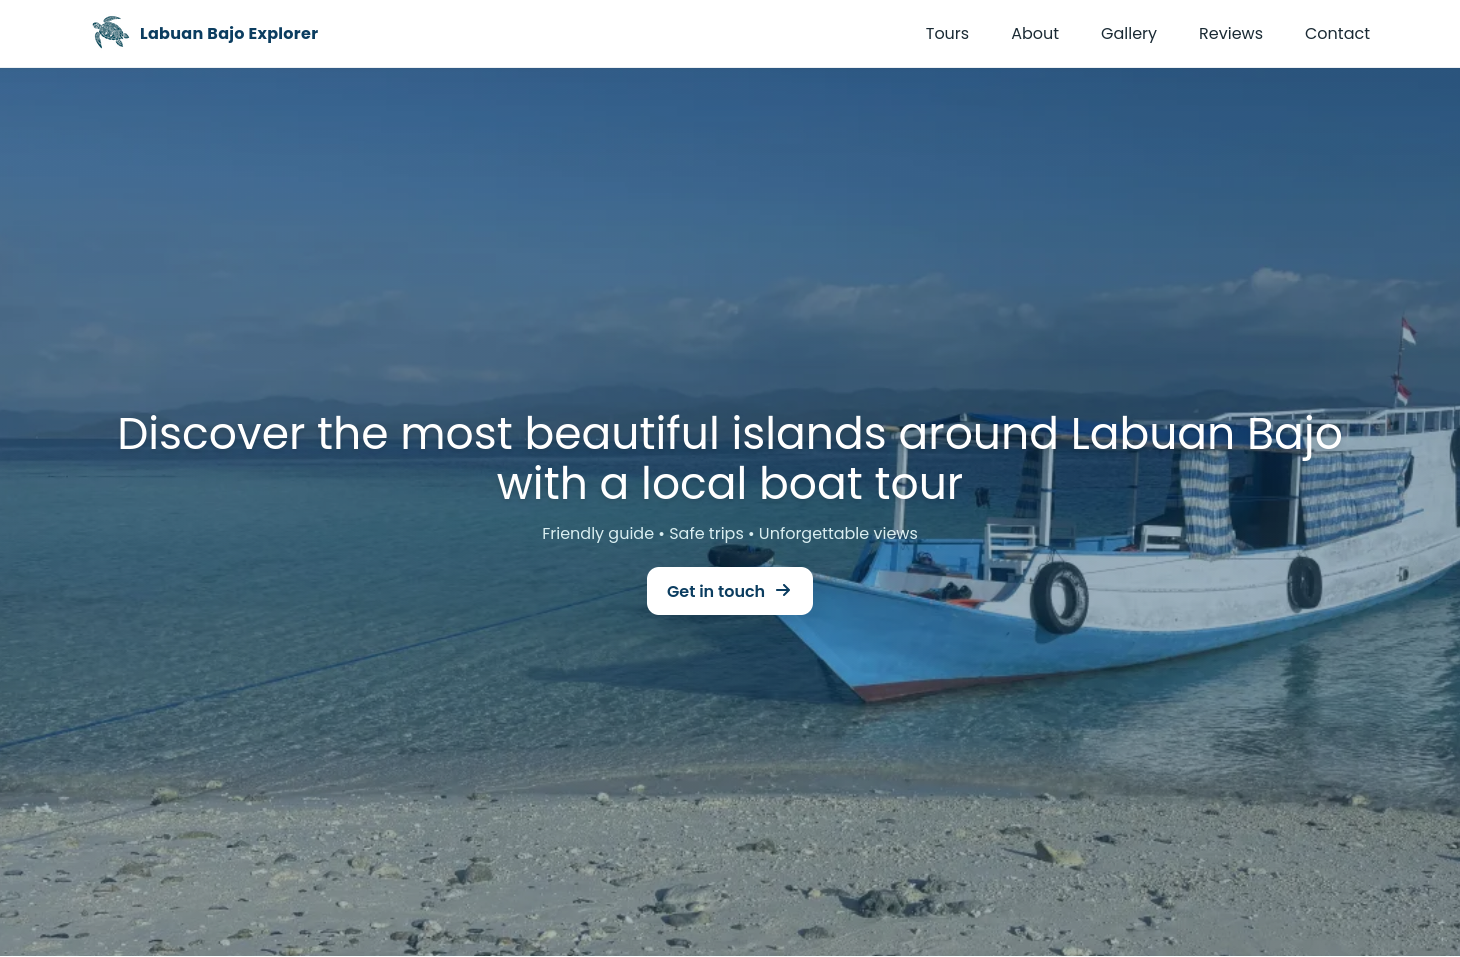 Labuan Bajo Explorer
Tours
About
Gallery
Reviews
Contact
Discover the most beautiful islands around Labuan Bajo
with a local boat tour
Friendly guide • Safe trips • Unforgettable views
Get in touch →